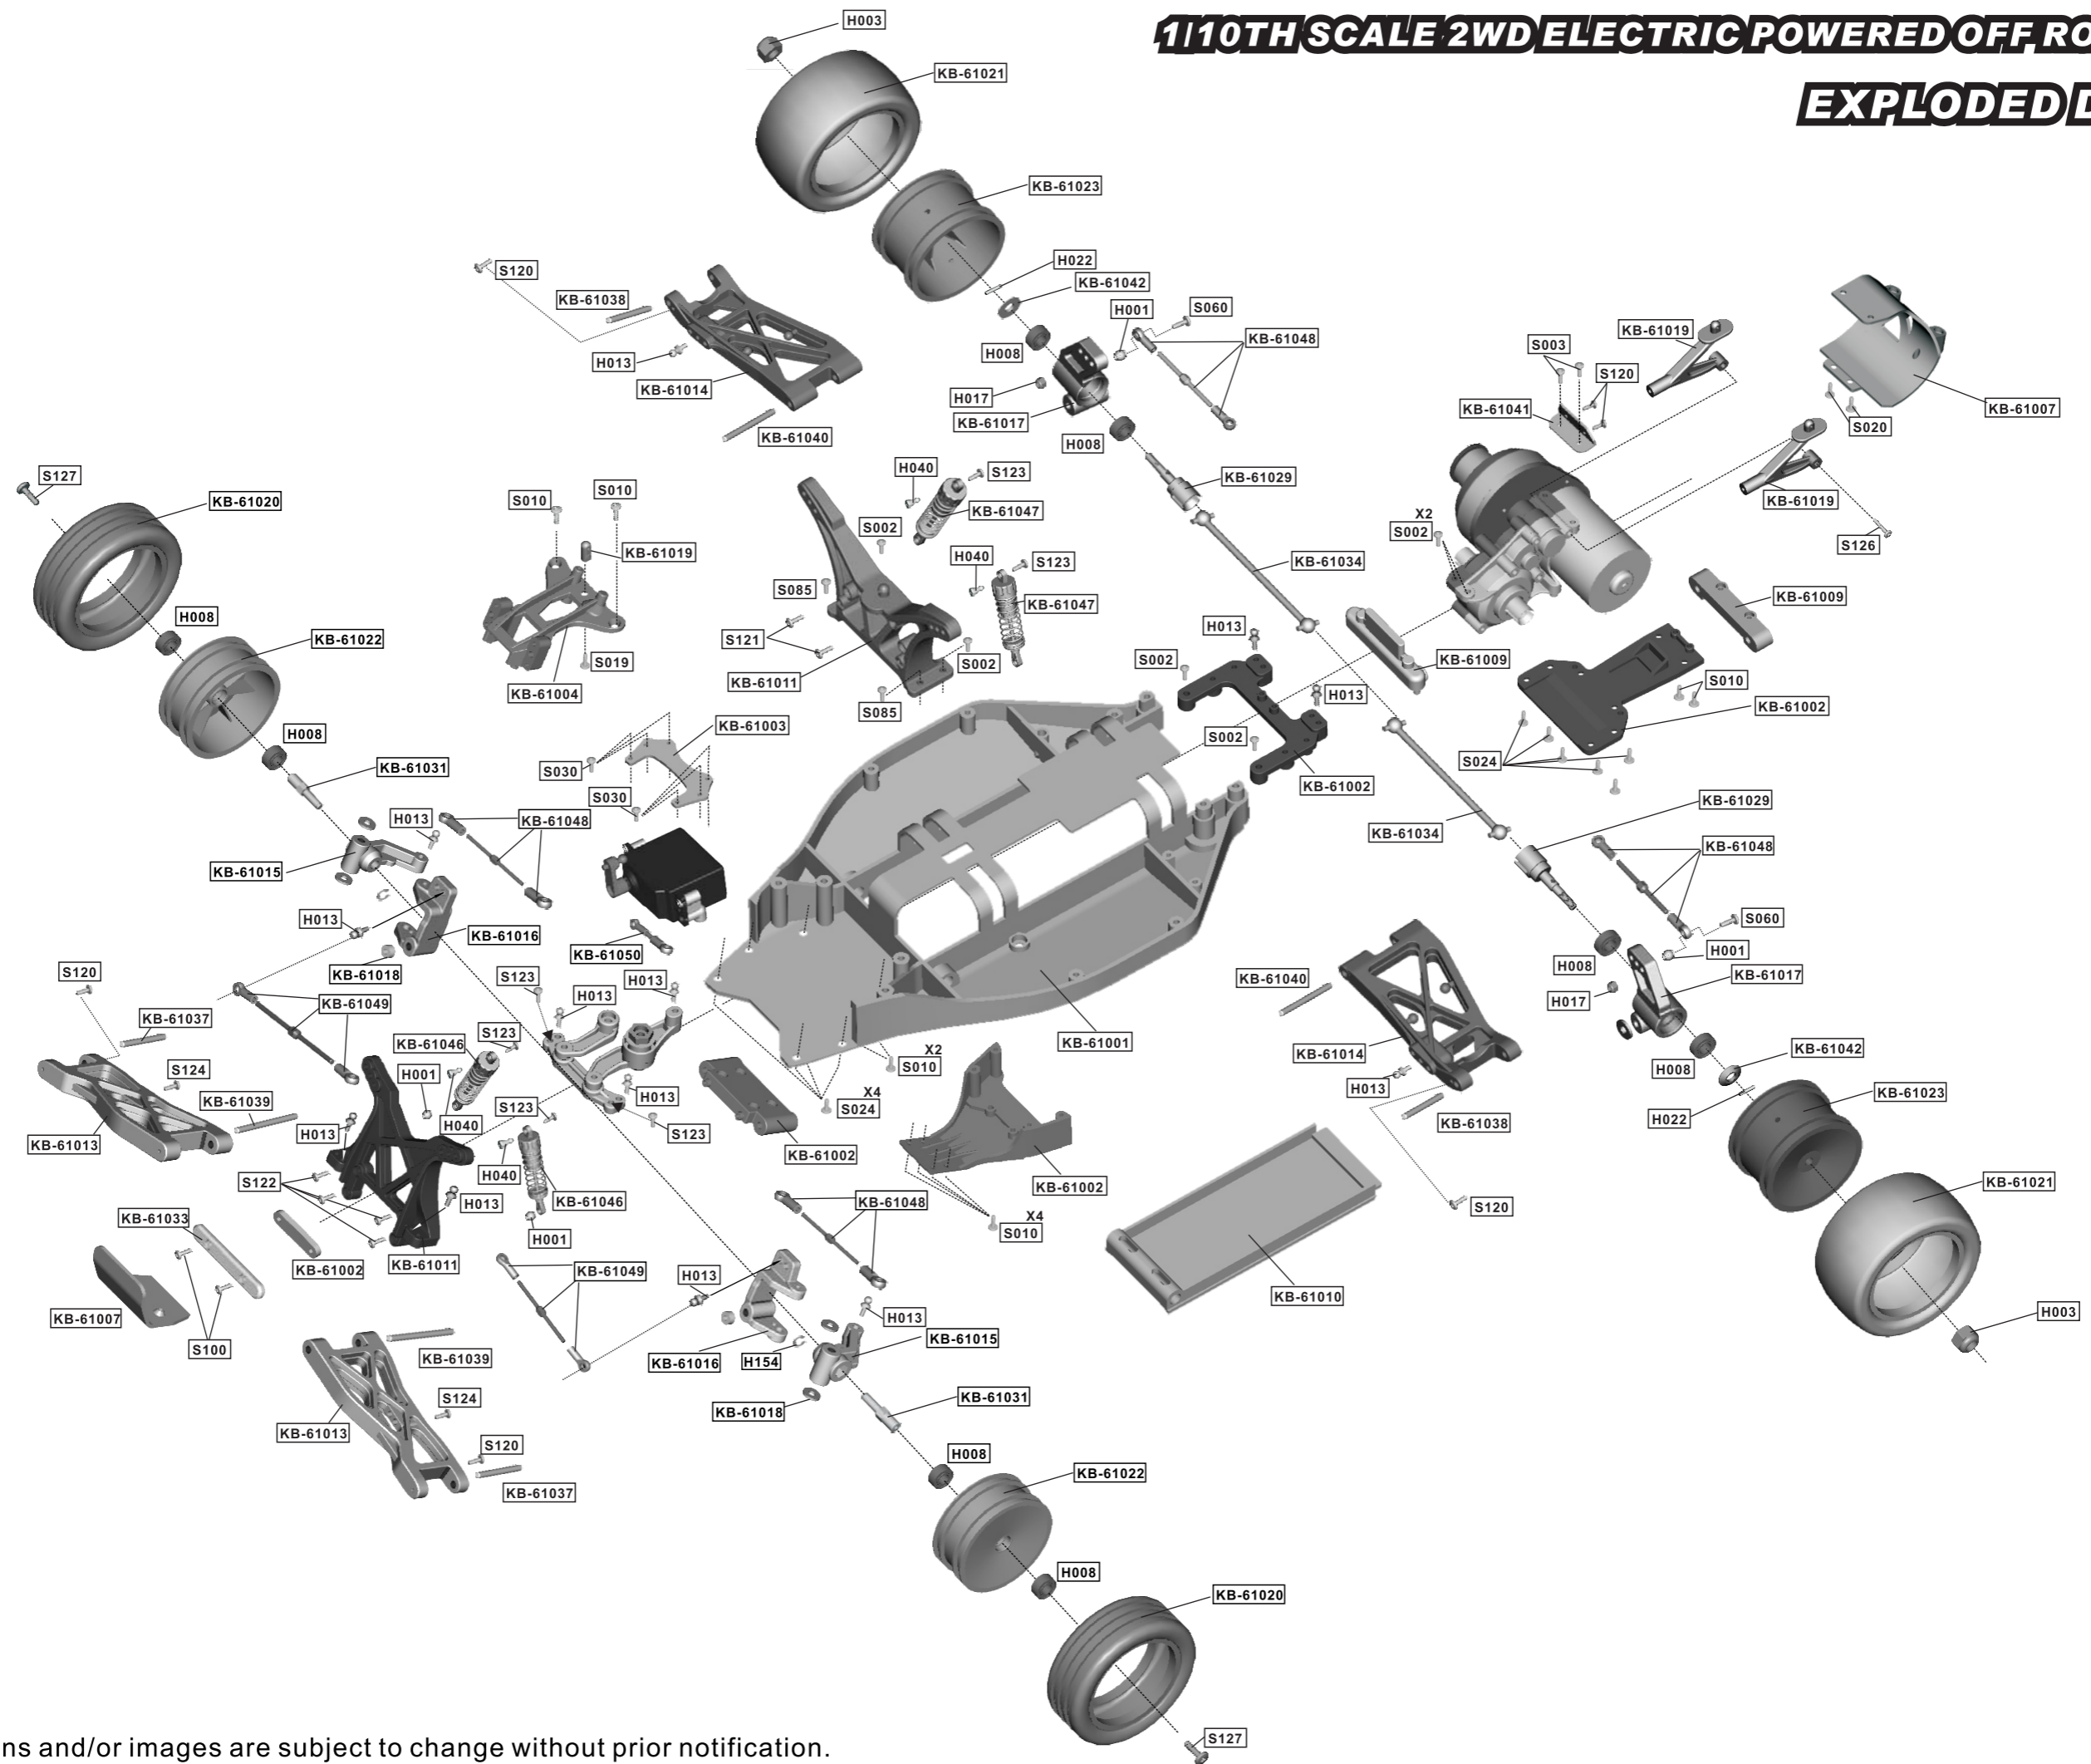 1/10TH SCALE 2WD ELECTRIC POWERED OFF
EXPLODED
H003
KB-61021
KB-61023
H022
KB-61042
S120
KB-61038
H013
KB-61014
KB-61040
H001
S060
H008
KB-61048
H017
KB-61017
H008
KB-61019
S003
S120
KB-61041
KB-61007
S020
KB-61019
S126
X2
S002
KB-61029
KB-61034
S127
KB-61020
S010
S010
KB-61019
S019
KB-61004
H040
S123
KB-61047
S002
H040
S123
KB-61047
S085
S121
S002
KB-61011
S085
H008
KB-61022
H008
KB-61031
KB-61003
S030
S030
H013
S002
H013
S002
KB-61002
KB-61009
KB-61009
S010
KB-61002
S024
H013
KB-61048
KB-61015
H013
KB-61016
KB-61018
KB-61050
KB-61034
KB-61029
KB-61048
S060
H001
H008
KB-61017
H017
S120
KB-61049
KB-61037
S123
H013
H013
KB-61046
S123
S124
H001
KB-61039
H040
H013
KB-61013
S123
H013
S123
KB-61001
X2
S010
X4
S024
KB-61002
KB-61040
KB-61014
H013
H008
KB-61042
KB-61023
H022
KB-61038
S120
H040
S122
H013
KB-61046
H001
KB-61033
KB-61002
KB-61011
KB-61007
S100
KB-61048
KB-61002
X4
S010
KB-61010
KB-61021
H003
KB-61049
H013
H013
KB-61015
KB-61016
H154
KB-61018
KB-61031
KB-61039
S124
KB-61013
S120
KB-61037
H008
KB-61022
H008
KB-61020
S127
ns and/or images are subject to change without prior notification.